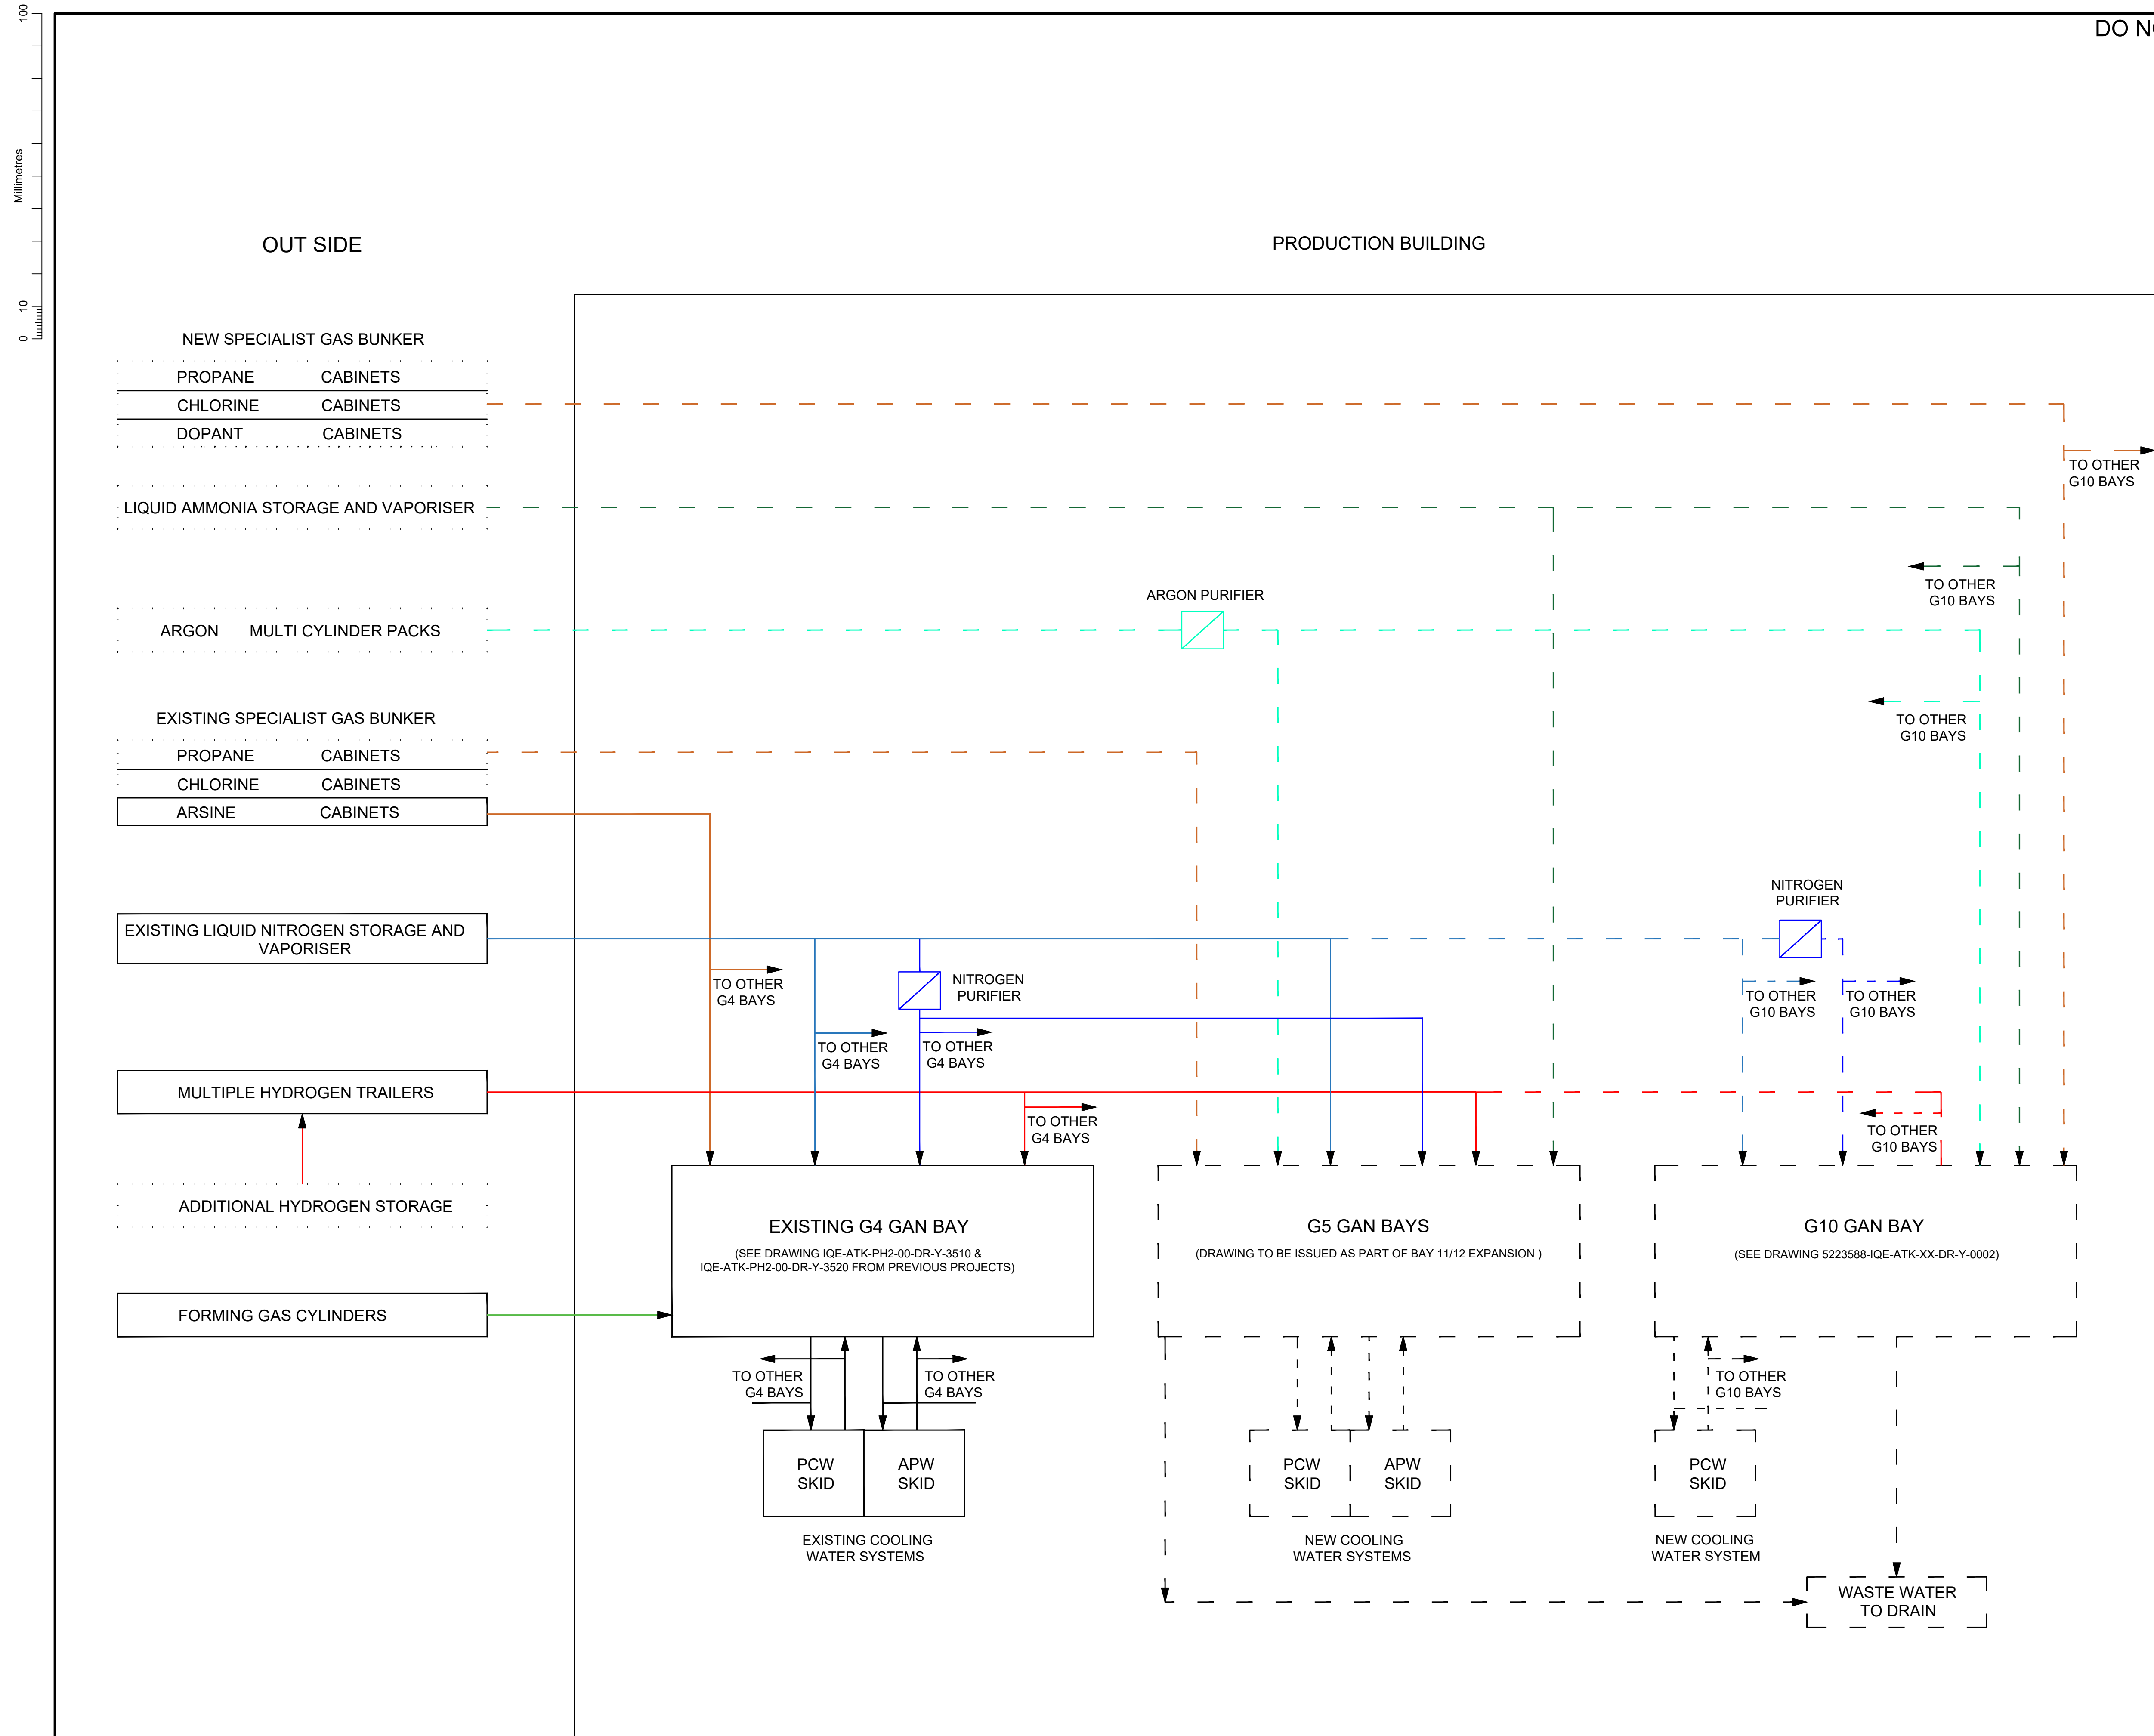 100
DO N
Millimetres
10
0
OUT SIDE
PRODUCTION BUILDING
NEW SPECIALIST GAS BUNKER
PROPANE CABINETS
CHLORINE CABINETS
DOPANT CABINETS
TO OTHER
G10 BAYS
LIQUID AMMONIA STORAGE AND VAPORISER
TO OTHER
G10 BAYS
ARGON PURIFIER
ARGON MULTI CYLINDER PACKS
TO OTHER
G10 BAYS
EXISTING SPECIALIST GAS BUNKER
PROPANE CABINETS
CHLORINE CABINETS
ARSINE CABINETS
NITROGEN
PURIFIER
EXISTING LIQUID NITROGEN STORAGE AND
VAPORISER
TO OTHER
G4 BAYS
NITROGEN
PURIFIER
TO OTHER
G10 BAYS
TO OTHER
G10 BAYS
TO OTHER
G4 BAYS
TO OTHER
G4 BAYS
MULTIPLE HYDROGEN TRAILERS
TO OTHER
G4 BAYS
TO OTHER
G10 BAYS
ADDITIONAL HYDROGEN STORAGE
EXISTING G4 GAN BAY
(SEE DRAWING IQE-ATK-PH2-00-DR-Y-3510 &
IQE-ATK-PH2-00-DR-Y-3520 FROM PREVIOUS PROJECTS)
G5 GAN BAYS
(DRAWING TO BE ISSUED AS PART OF BAY 11/12 EXPANSION )
G10 GAN BAY
(SEE DRAWING 5223588-IQE-ATK-XX-DR-Y-0002)
FORMING GAS CYLINDERS
TO OTHER
G4 BAYS
TO OTHER
G4 BAYS
TO OTHER
G10 BAYS
PCW
SKID
APW
SKID
PCW
SKID
APW
SKID
PCW
SKID
EXISTING COOLING
WATER SYSTEMS
NEW COOLING
WATER SYSTEMS
NEW COOLING
WATER SYSTEM
WASTE WATER
TO DRAIN